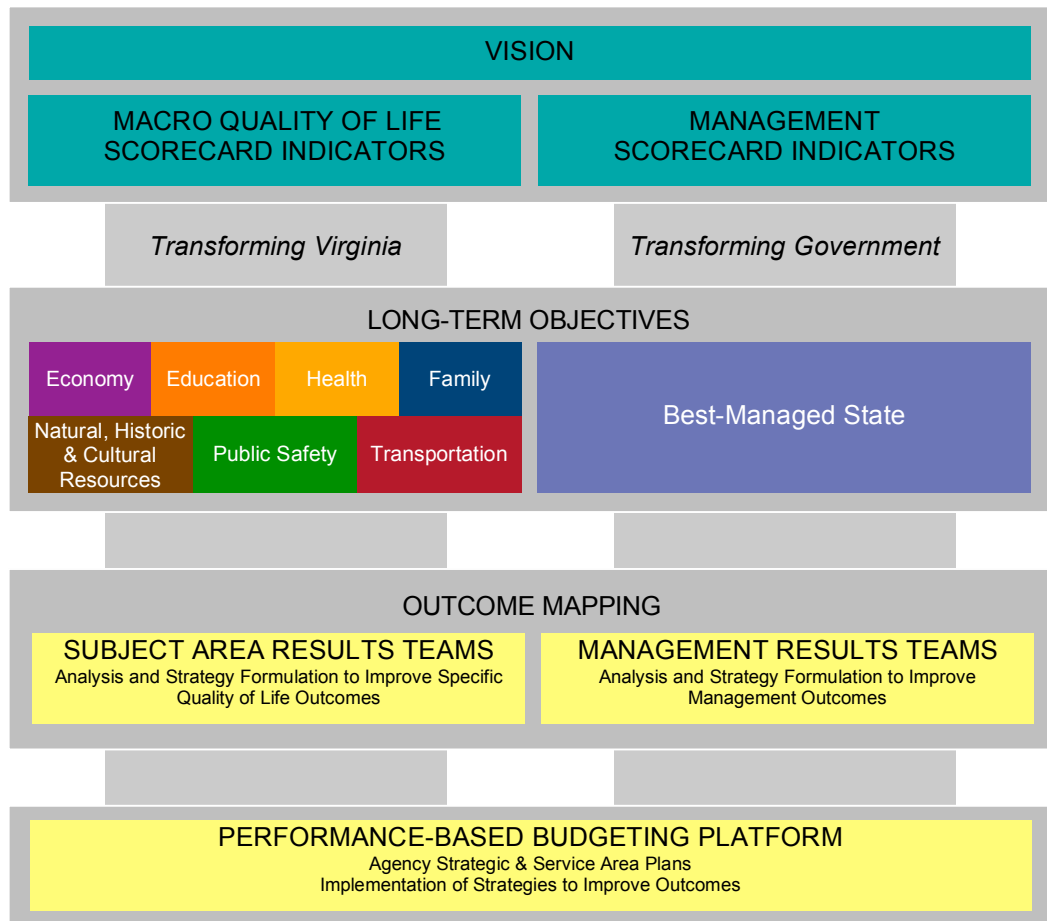 VISION
MACRO QUALITY OF LIFE
SCORECARD INDICATORS
MANAGEMENT
SCORECARD INDICATORS
Transforming Virginia
Transforming Government
LONG-TERM OBJECTIVES
Economy
Education
Health
Family
Natural, Historic
& Cultural
Resources
Public Safety
Transportation
Best-Managed State
OUTCOME MAPPING
SUBJECT AREA RESULTS TEAMS
Analysis and Strategy Formulation to Improve Specific
Quality of Life Outcomes
MANAGEMENT RESULTS TEAMS
Analysis and Strategy Formulation to Improve
Management Outcomes
PERFORMANCE-BASED BUDGETING PLATFORM
Agency Strategic & Service Area Plans
Implementation of Strategies to Improve Outcomes